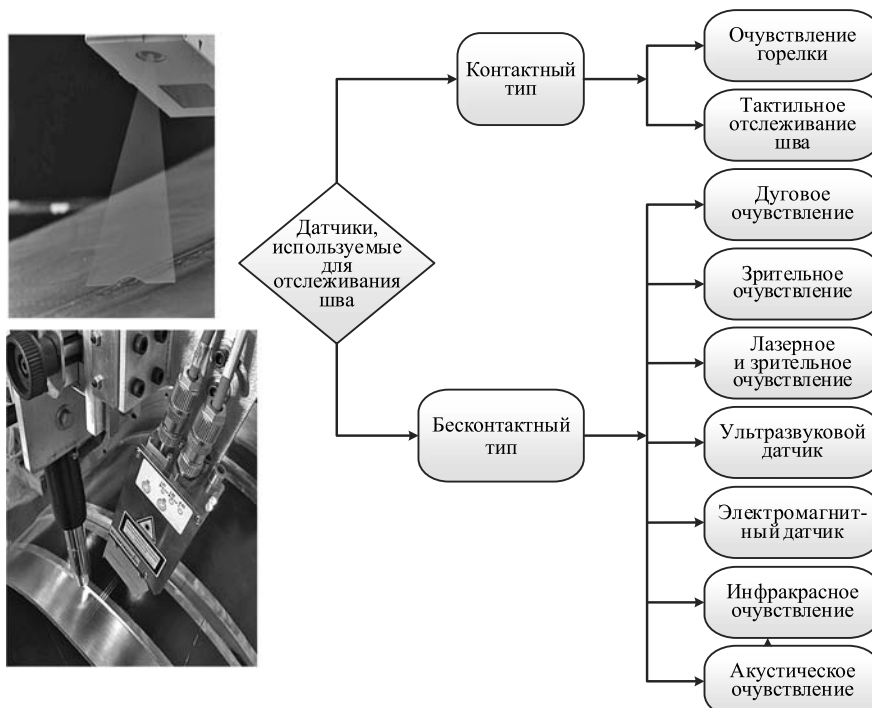 Датчики,
используемые
для
отслеживания
шва
Контактный
тип
Очувствление
горелки
Тактильное
отслеживание
шва
Бесконтактный
тип
Дуговое
очувствление
Зрительное
очувствление
Лазерное
и зрительное
очувствление
Ультразвуковой
датчик
Электромагнит-
ный датчик
Инфракрасное
очувствление
Акустическое
очувствление